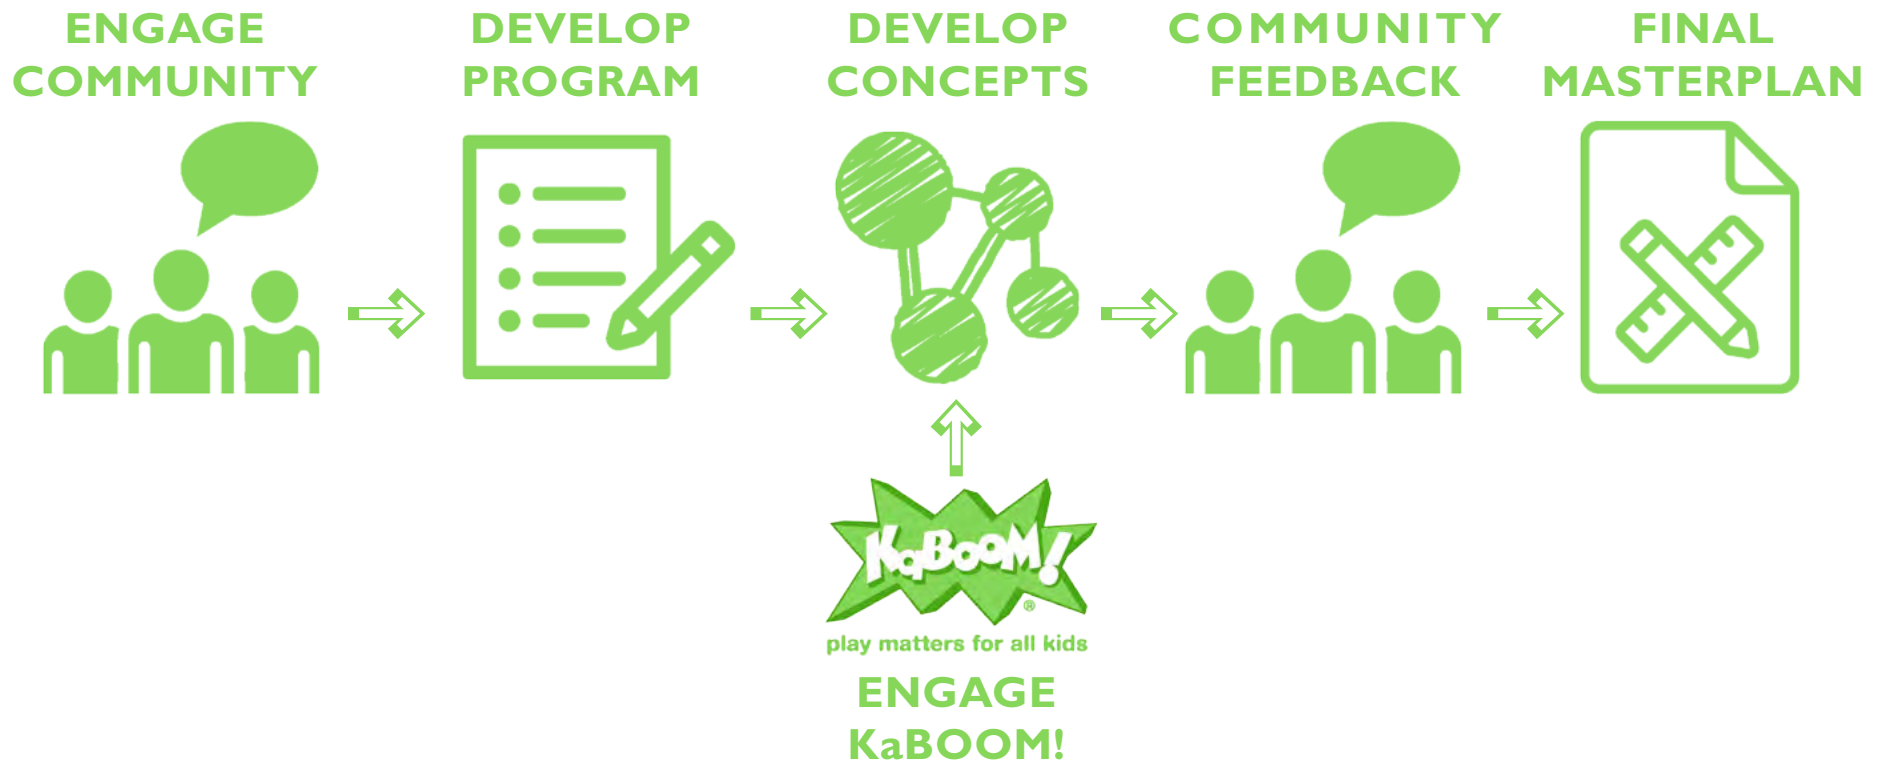 ENGAGE
COMMUNITY
DEVELOP
PROGRAM
DEVELOP
CONCEPTS
COMMUNITY
FEEDBACK
FINAL
MASTERPLAN
KaBOOM!
®
play matters for all kids
ENGAGE
KaBOOM!